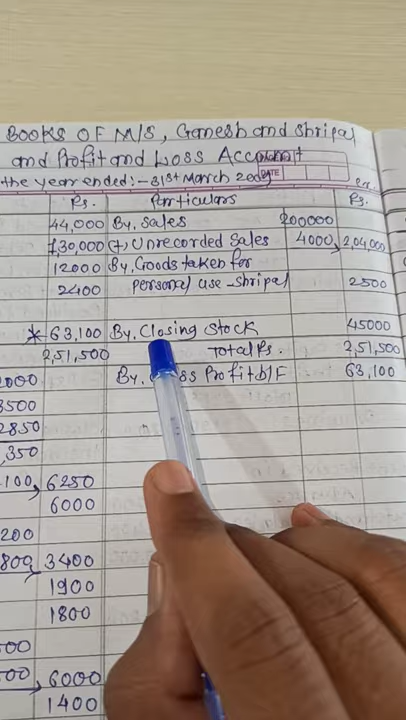 Books OF M/s, Ganesh and Shripal
and Profit and Loss Account
the year ended:- 31st March 2009
DATE
Rs. Particulars Rs.
44,000 By. Sales 200000
1,30,000 (+) Unrecorded Sales 4000 2,04,000
12000 By. Goods taken for
2400 personal use - Shripal 2500
* 63,100 By. Closing Stock 45000
2,51,500 Total Rs. 2,51,500
By. Profit b/F 63,100
3500
2850
,350
100 6250
6000
200
800 3400
1900
1800
00
00 6000
1400